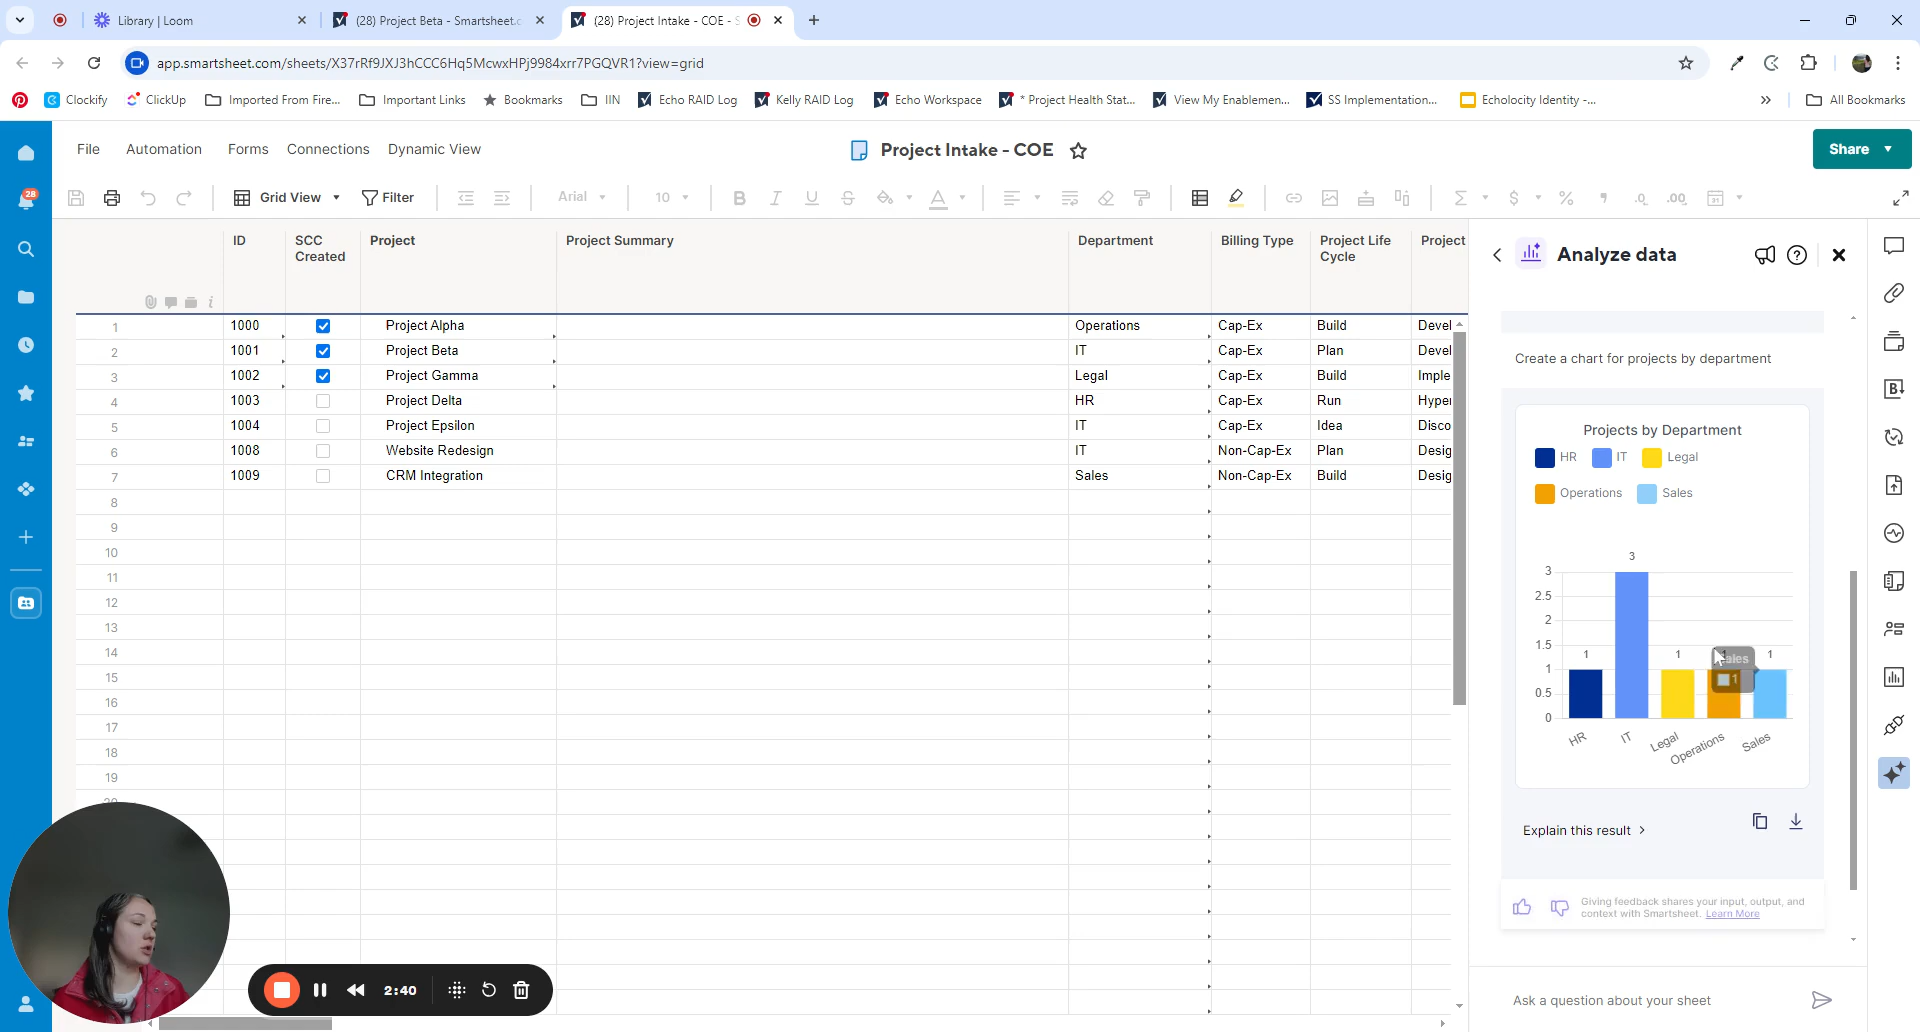 Library | Loom
(28) Project Beta - Smartsheet.c
(28) Project Intake - COE - S
app.smartsheet.com/sheets/X37rRf9JXJ3hCCC6Hq5McwxHPj9984xrr7PGQVR1?view=grid
Clockify
ClickUp
Imported From Fire...
Important Links
Bookmarks
IIN
Echo RAID Log
Kelly RAID Log
Echo Workspace
* Project Health Stat...
View My Enablemen...
SS Implementation...
Echolocity Identity -...
All Bookmarks
File Automation Forms Connections Dynamic View
Project Intake - COE
Share
28
Grid View
Filter
Arial
10
ID
SCC Created
Project
Project Summary
Department
Billing Type
Project Life Cycle
Project
1 1000 Project Alpha Operations Cap-Ex Build Devel
2 1001 Project Beta IT Cap-Ex Plan Devel
3 1002 Project Gamma Legal Cap-Ex Build Imple
4 1003 Project Delta HR Cap-Ex Run Hyper
5 1004 Project Epsilon IT Cap-Ex Idea Disco
6 1008 Website Redesign IT Non-Cap-Ex Plan Desig
7 1009 CRM Integration Sales Non-Cap-Ex Build Desig
8
9
10
11
12
13
14
15
16
17
18
19
Analyze data
Create a chart for projects by department
Projects by Department
HR IT Legal
Operations Sales
3
3
2.5
2
1.5
1
0.5
0
1
1
1
1
HR IT Legal Operations Sales
Explain this result
Giving feedback shares your input, output, and
context with Smartsheet. Learn More
Ask a question about your sheet
2:40